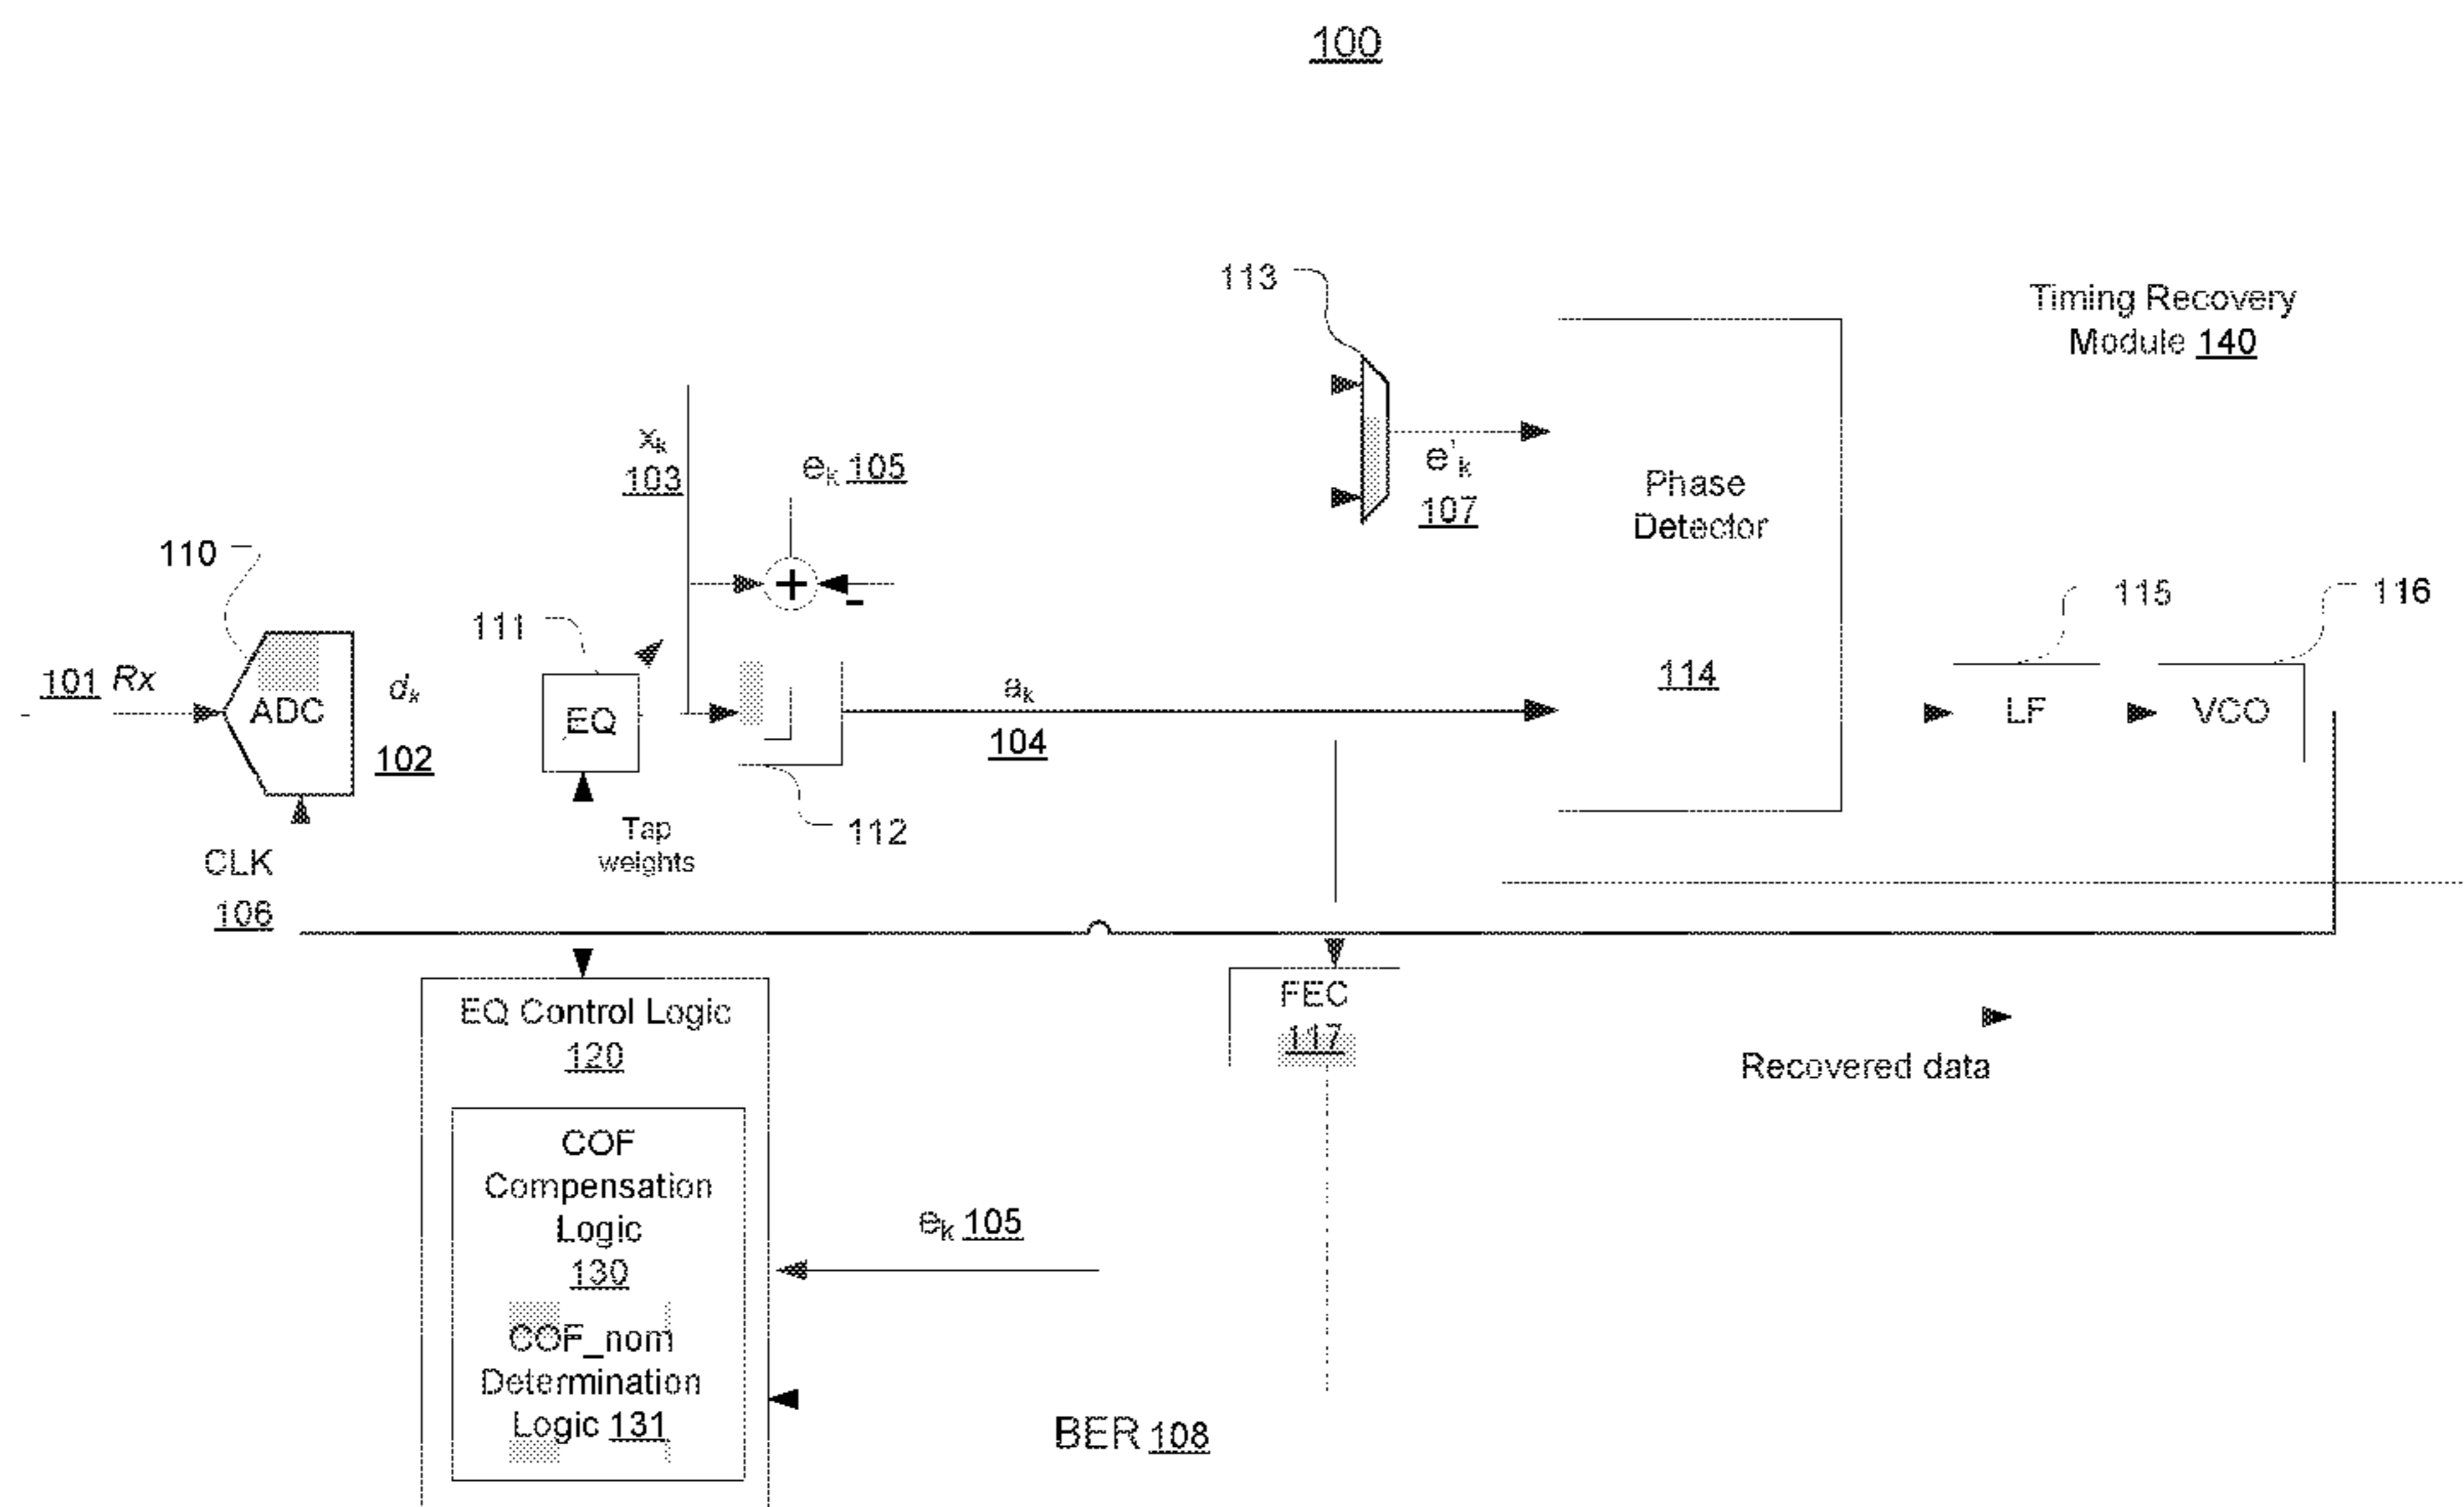 100
113
Timing Recovery
Module 140
xk
103
ek 105
e'k
107
Phase
Detector
114
110
111
115
116
101 Rx
ADC
dk
102
EQ
ak
104
LF
VCO
Tap
weights
112
CLK
106
EQ Control Logic
120
FEC
117
Recovered data
COF
Compensation
Logic
130
ek 105
COF_nom
Determination
Logic 131
BER 108